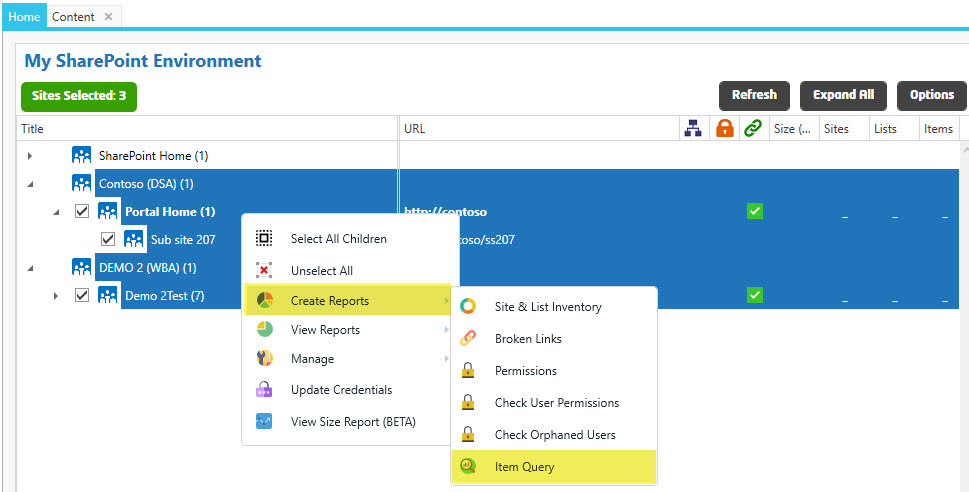 Home Content
My SharePoint Environment
Sites Selected: 3 Refresh Expand All Options
Title URL Size (... Sites Lists Items
SharePoint Home (1)
Contoso (DSA) (1)
Portal Home (1) http://contoso _ _ _
Sub site 207 toso/ss207
DEMO 2 (WBA) (1)
Demo 2Test (7) _ _ _
Select All Children
Unselect All
Create Reports
View Reports
Manage
Update Credentials
View Size Report (BETA)
Site & List Inventory
Broken Links
Permissions
Check User Permissions
Check Orphaned Users
Item Query